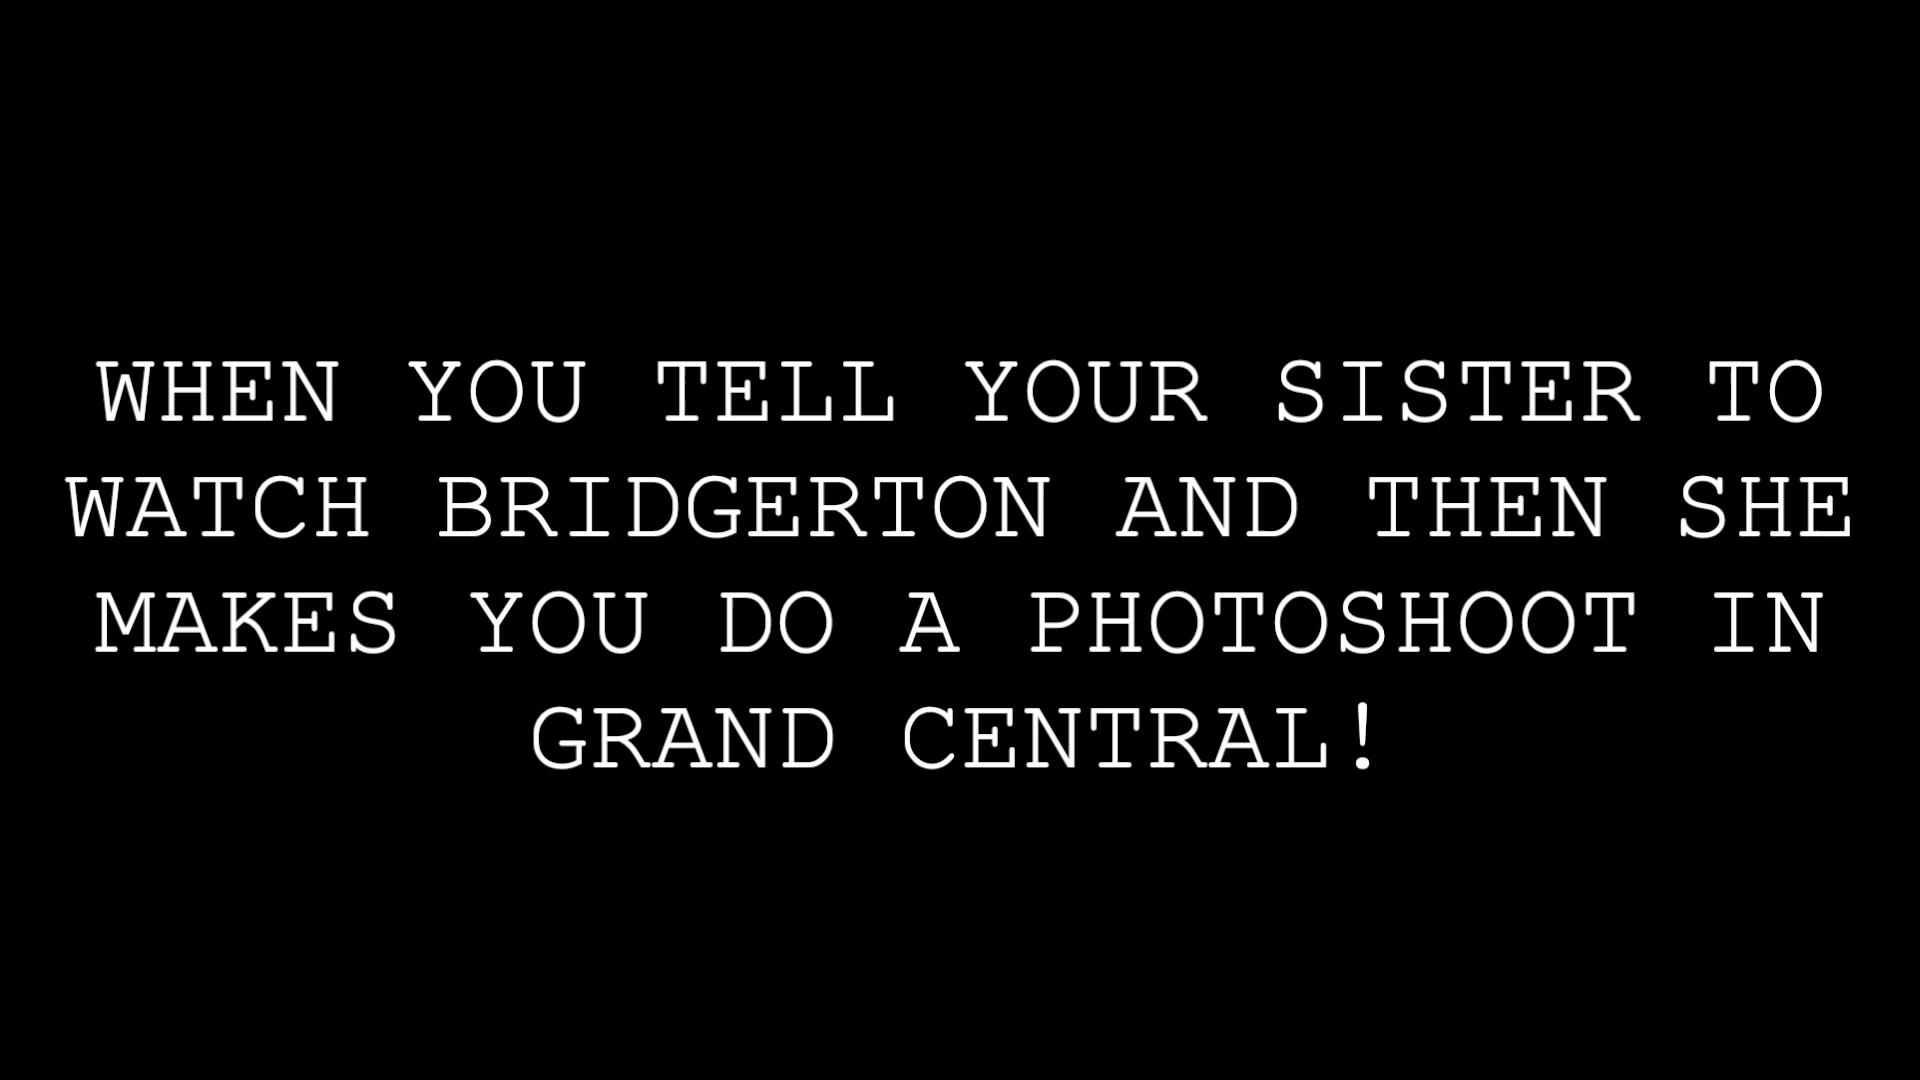 WHEN YOU TELL YOUR SISTER TO
WATCH BRIDGERTON AND THEN SHE
MAKES YOU DO A PHOTOSHOOT IN
GRAND CENTRAL!